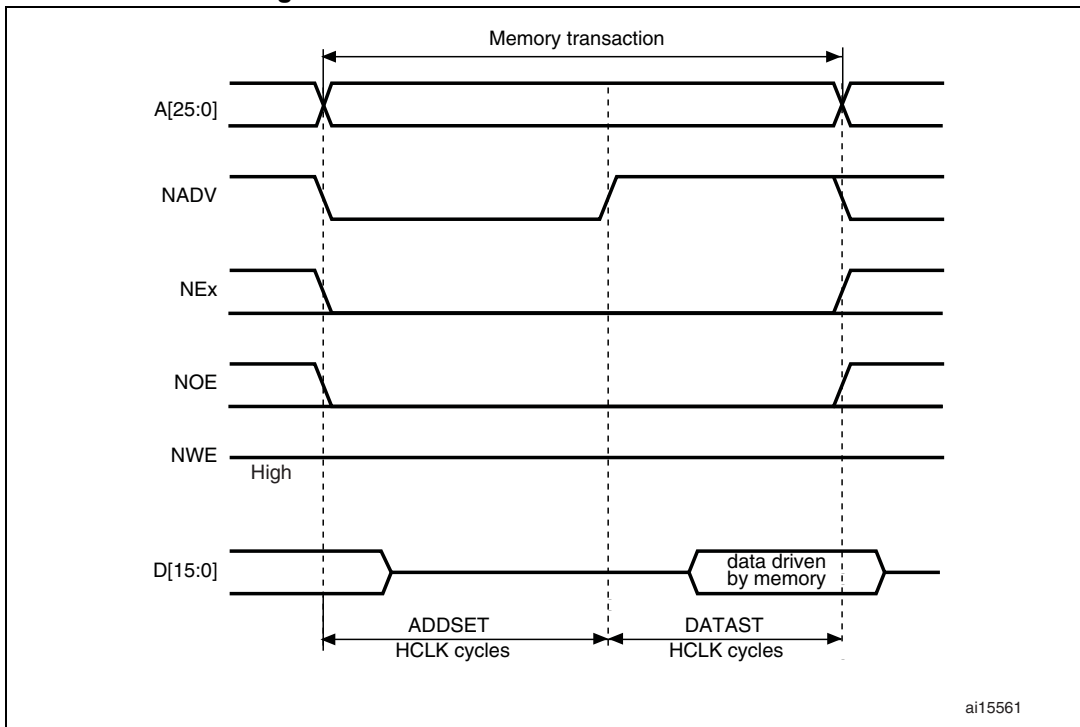 Memory transaction
A[25:0]
NADV
NEx
NOE
NWE
High
D[15:0]
data driven
by memory
ADDSET
HCLK cycles
DATAST
HCLK cycles
ai15561